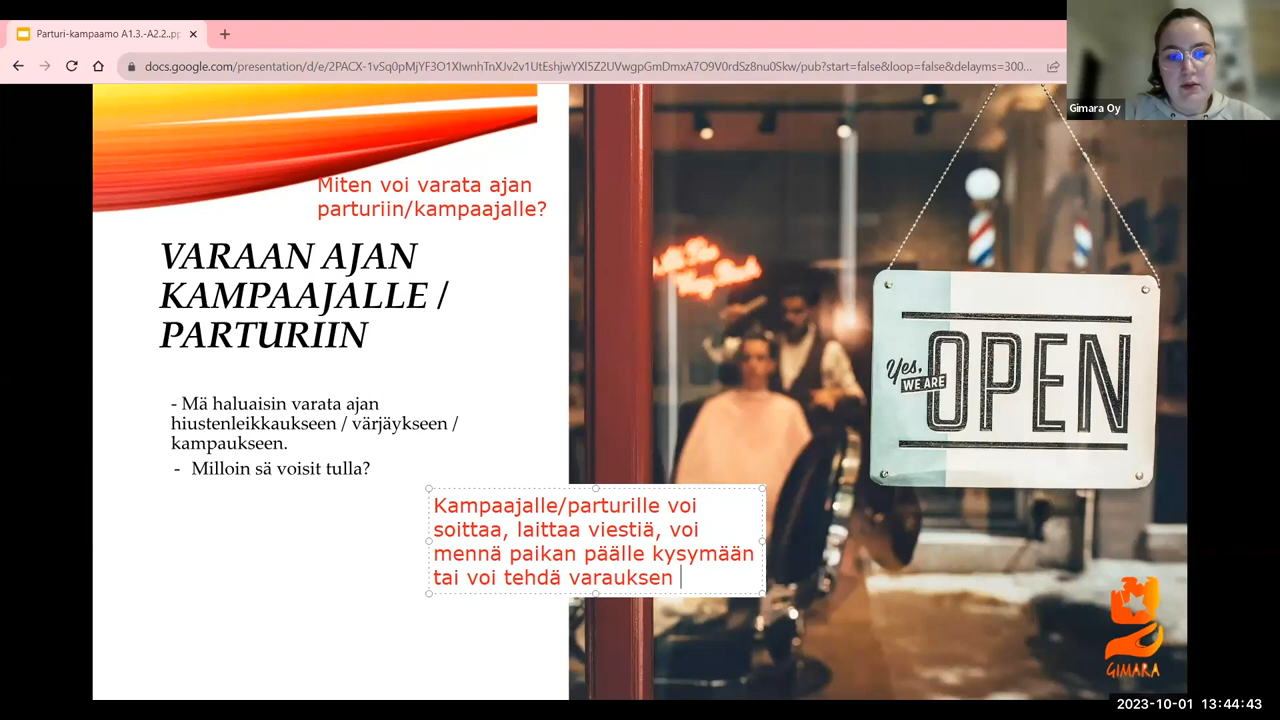 Parturi-kampaamo A1.3.-A2.2..pp
docs.google.com/presentation/d/e/2PACX-1vSq0pMjYF3O1XIwnhTnXJv2v1UtEshjwYXl5Z2UVwgpGmDmxA7O9V0rdSz8nu0Skw/pub?start=false&loop=false&delayms=300...
Gimara Oy
Miten voi varata ajan
parturiin/kampaajalle?
VARAAN AJAN
KAMPAAJALLE /
PARTURIIN
- Mä haluaisin varata ajan
hiustenleikkaukseen / värjäykseen /
kampaukseen.
- Milloin sä voisit tulla?
Yes,
WE ARE
OPEN
Kampaajalle/parturille voi
soittaa, laittaa viestiä, voi
mennä paikan päälle kysymään
tai voi tehdä varauksen
GIMARA
2023-10-01 13:44:43